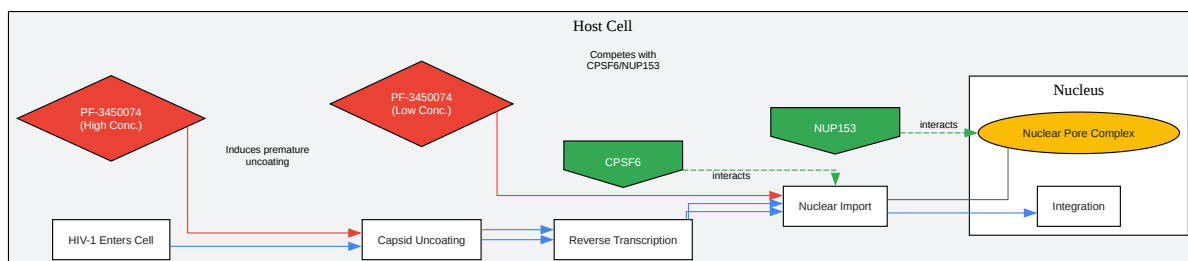 Host Cell
Competes with
CPSF6/NUP153
PF-3450074
(High Conc.)
PF-3450074
(Low Conc.)
Nucleus
NUP153
interacts
Nuclear Pore Complex
Induces premature
uncoating
CPSF6
interacts
Nuclear Import
Integration
HIV-1 Enters Cell
Capsid Uncoating
Reverse Transcription